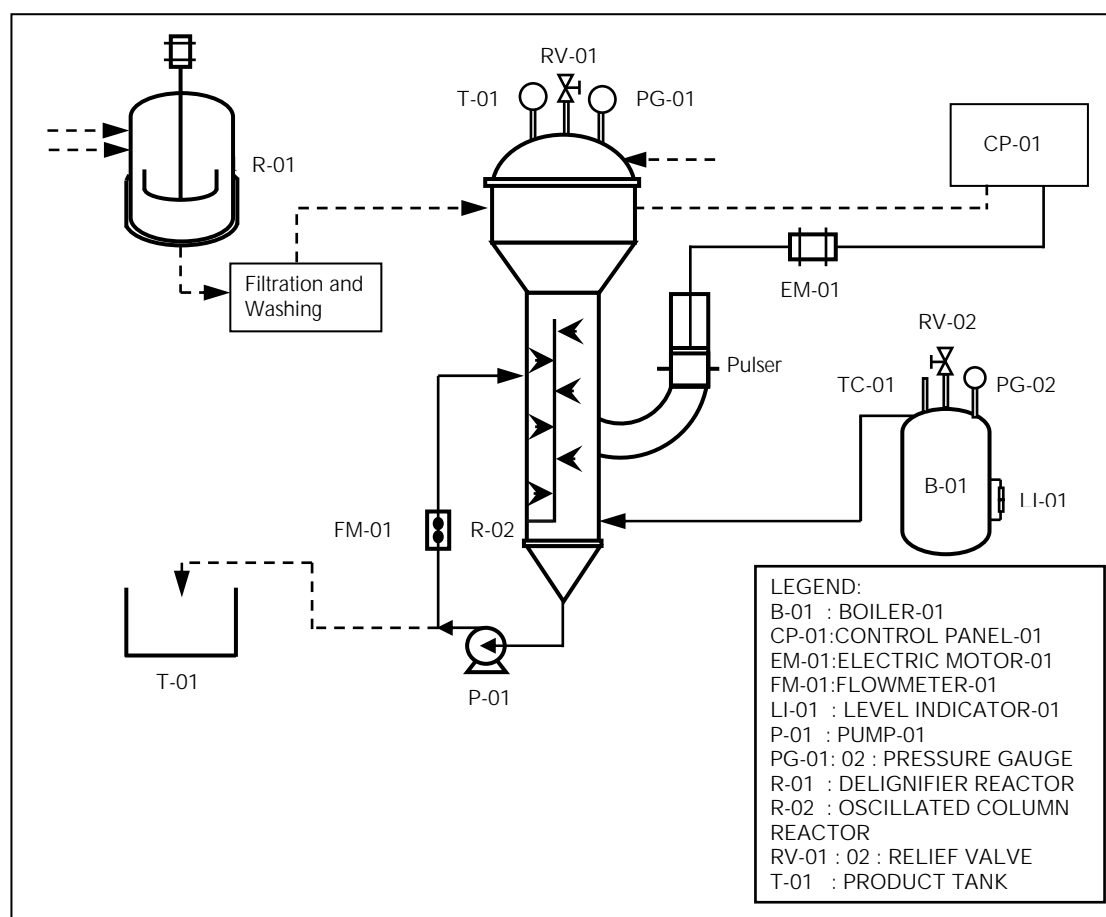 RV-01
T-01
PG-01
CP-01
R-01
Filtration and
Washing
EM-01
RV-02
Pulser
TC-01
PG-02
B-01
LI-01
FM-01
R-02
T-01
P-01
LEGEND:
B-01 : BOILER-01
CP-01:CONTROL PANEL-01
EM-01:ELECTRIC MOTOR-01
FM-01:FLOWMETER-01
LI-01 : LEVEL INDICATOR-01
P-01 : PUMP-01
PG-01: 02 : PRESSURE GAUGE
R-01 : DELIGNIFIER REACTOR
R-02 : OSCILLATED COLUMN
REACTOR
RV-01 : 02 : RELIEF VALVE
T-01 : PRODUCT TANK